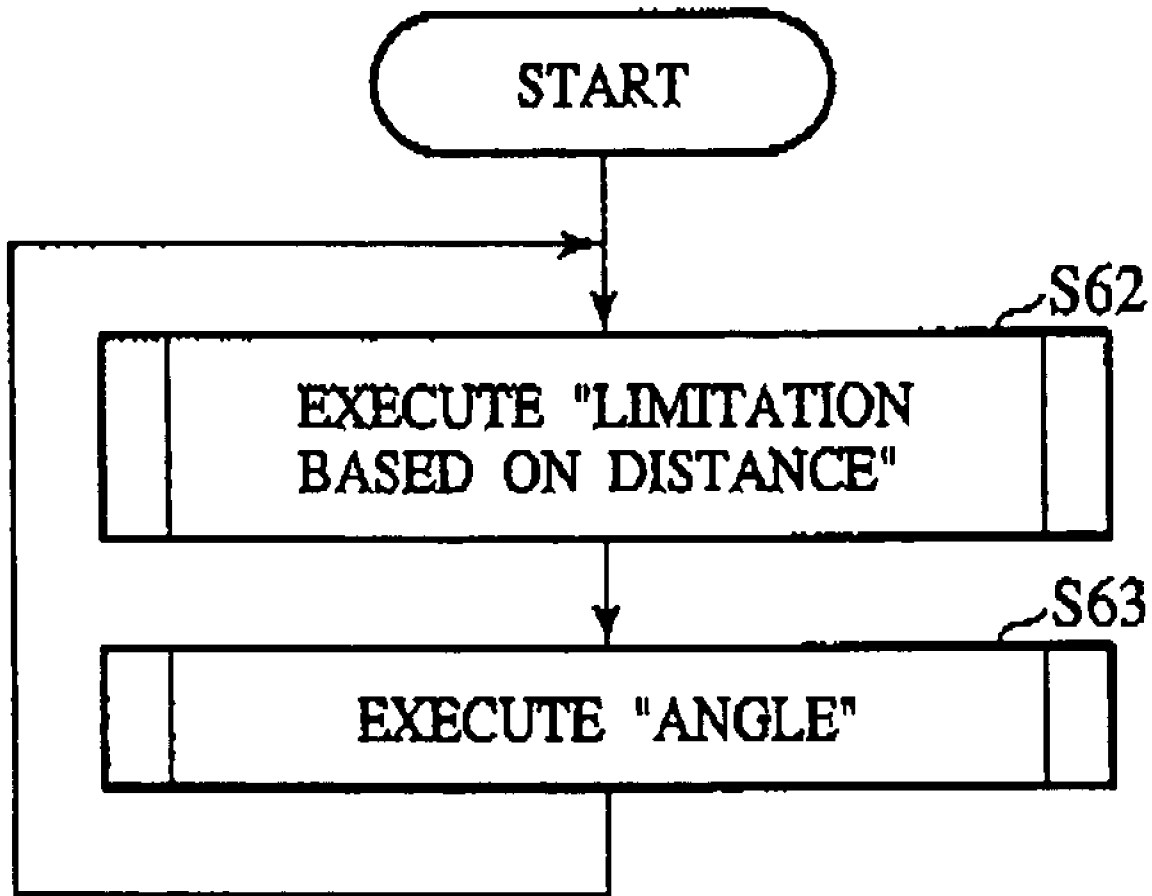 START
S62
EXECUTE "LIMITATION
BASED ON DISTANCE"
S63
EXECUTE "ANGLE"